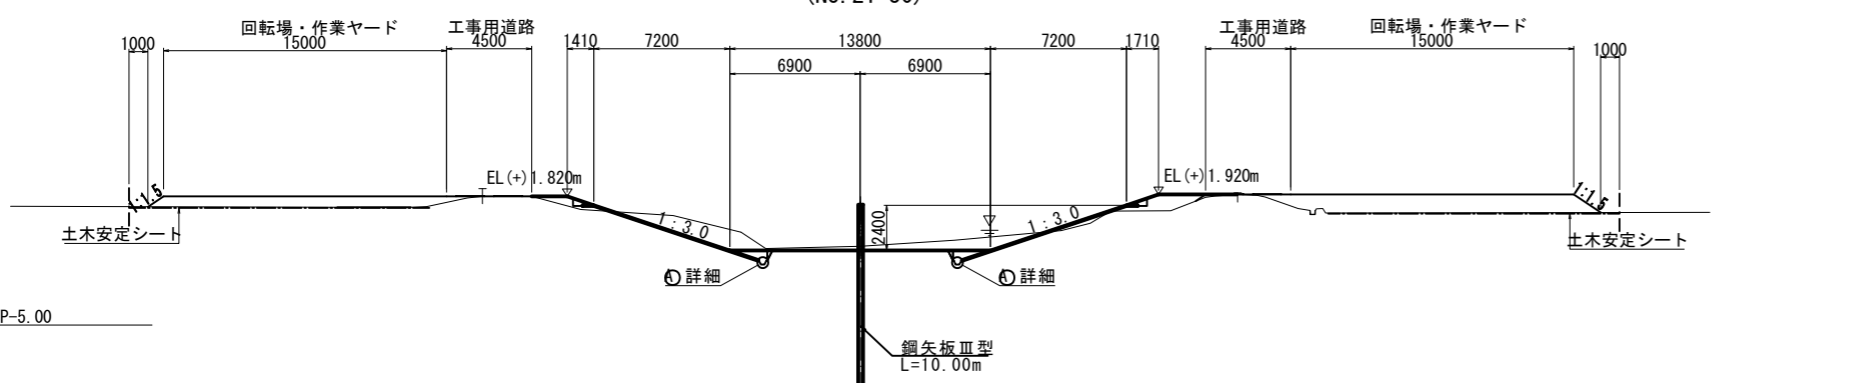 回転場・作業ヤード
工事用道路
工事用道路
回転場・作業ヤード
1000
15000
4500
1410
7200
13800
7200
1710
4500
15000
1000
6900
6900
EL(+)1.820m
EL(+)1.920m
1:1.5
1:1.5
1:3.0
1:3.0
2400
土木安定シート
土木安定シート
A詳細
A詳細
P-5.00
鋼矢板Ⅲ型
L=10.00m